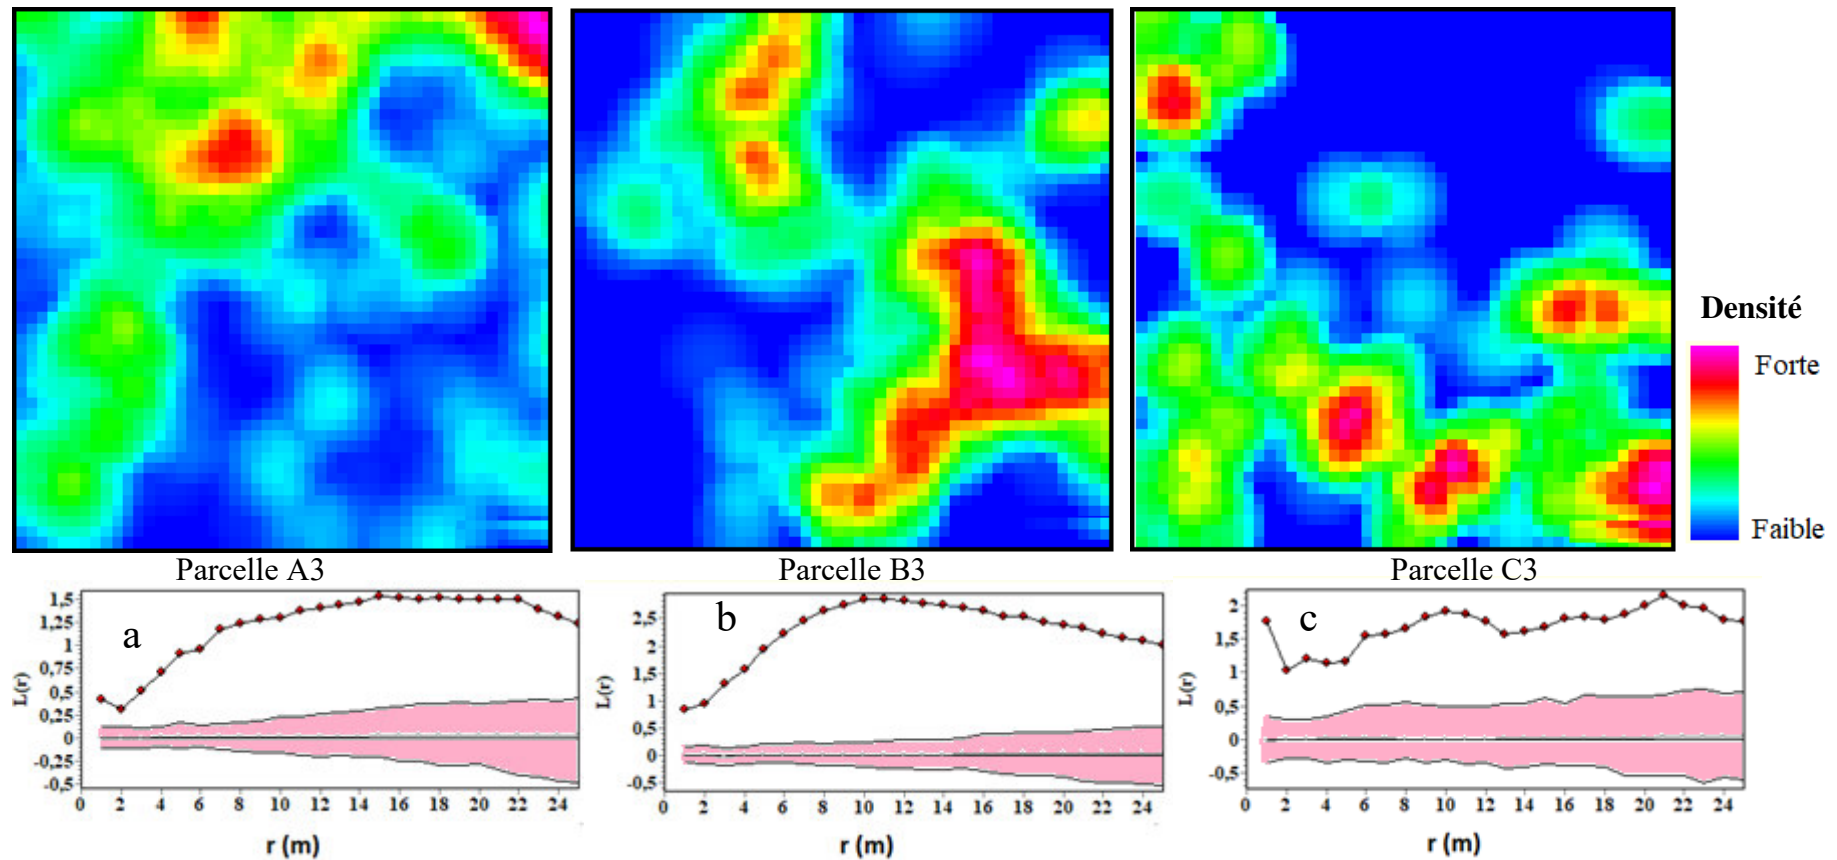 Densité
Forte
Faible
Parcelle A3
Parcelle B3
Parcelle C3
a
L(r)
1,5
1,25
1
0,75
0,5
0,25
0
-0,25
-0,5
0 2 4 6 8 10 12 14 16 18 20 22
r (m)
b
L(r)
2,5
2
1,5
1
0,5
0
-0,5
0 2 4 6 8 10 12 14 16 18 20 22 24
r (m)
c
L(r)
2
1,5
1
0,5
0
-0,5
0 2 4 6 8 10 12 14 16 18 20 22 24
r (m)